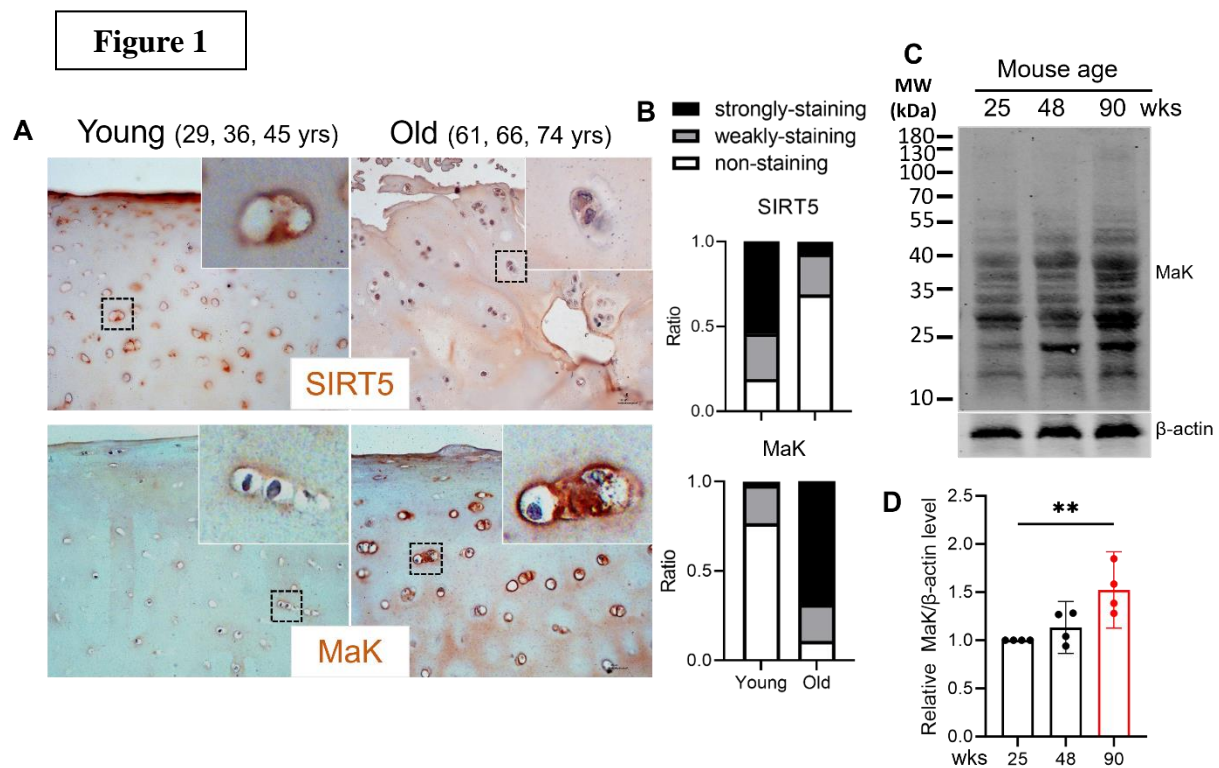 Figure 1
A
Young (29, 36, 45 yrs)
Old (61, 66, 74 yrs)
SIRT5
MaK
B
strongly-staining
weakly-staining
non-staining
SIRT5
Ratio
1.0
0.5
0.0
MaK
Ratio
1.0
0.5
0.0
Young Old
C
MW
(kDa)
Mouse age
25 48 90 wks
180
130
100
70
55
40
35
25
10
MaK
β-actin
D
Relative MaK/β-actin level
2.5
2.0
1.5
1.0
0.5
0.0
**
wks 25 48 90